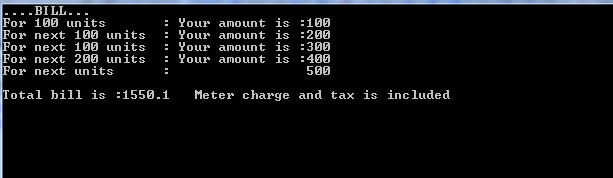 ....BILL...
For 100 units       : Your amount is :100
For next 100 units  : Your amount is :200
For next 100 units  : Your amount is :300
For next 200 units  : Your amount is :400
For next units      :                 500
Total bill is :1550.1   Meter charge and tax is included